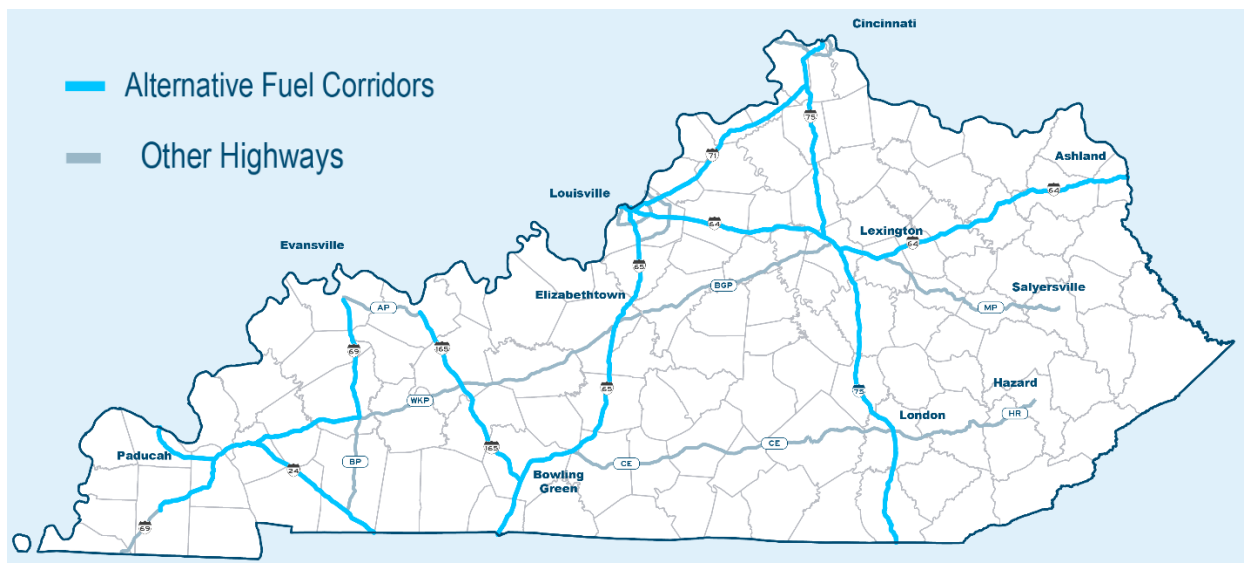 Cincinnati
Alternative Fuel Corridors
75
Other Highways
71
Ashland
64
Louisville
64
Lexington
64
Evansville
65
BGP
Salyersville
Elizabethtown
AP
MP
69
165
Hazard
65
75
WKP
London
HR
CE
165
Paducah
BP
24
CE
Bowling
Green
69